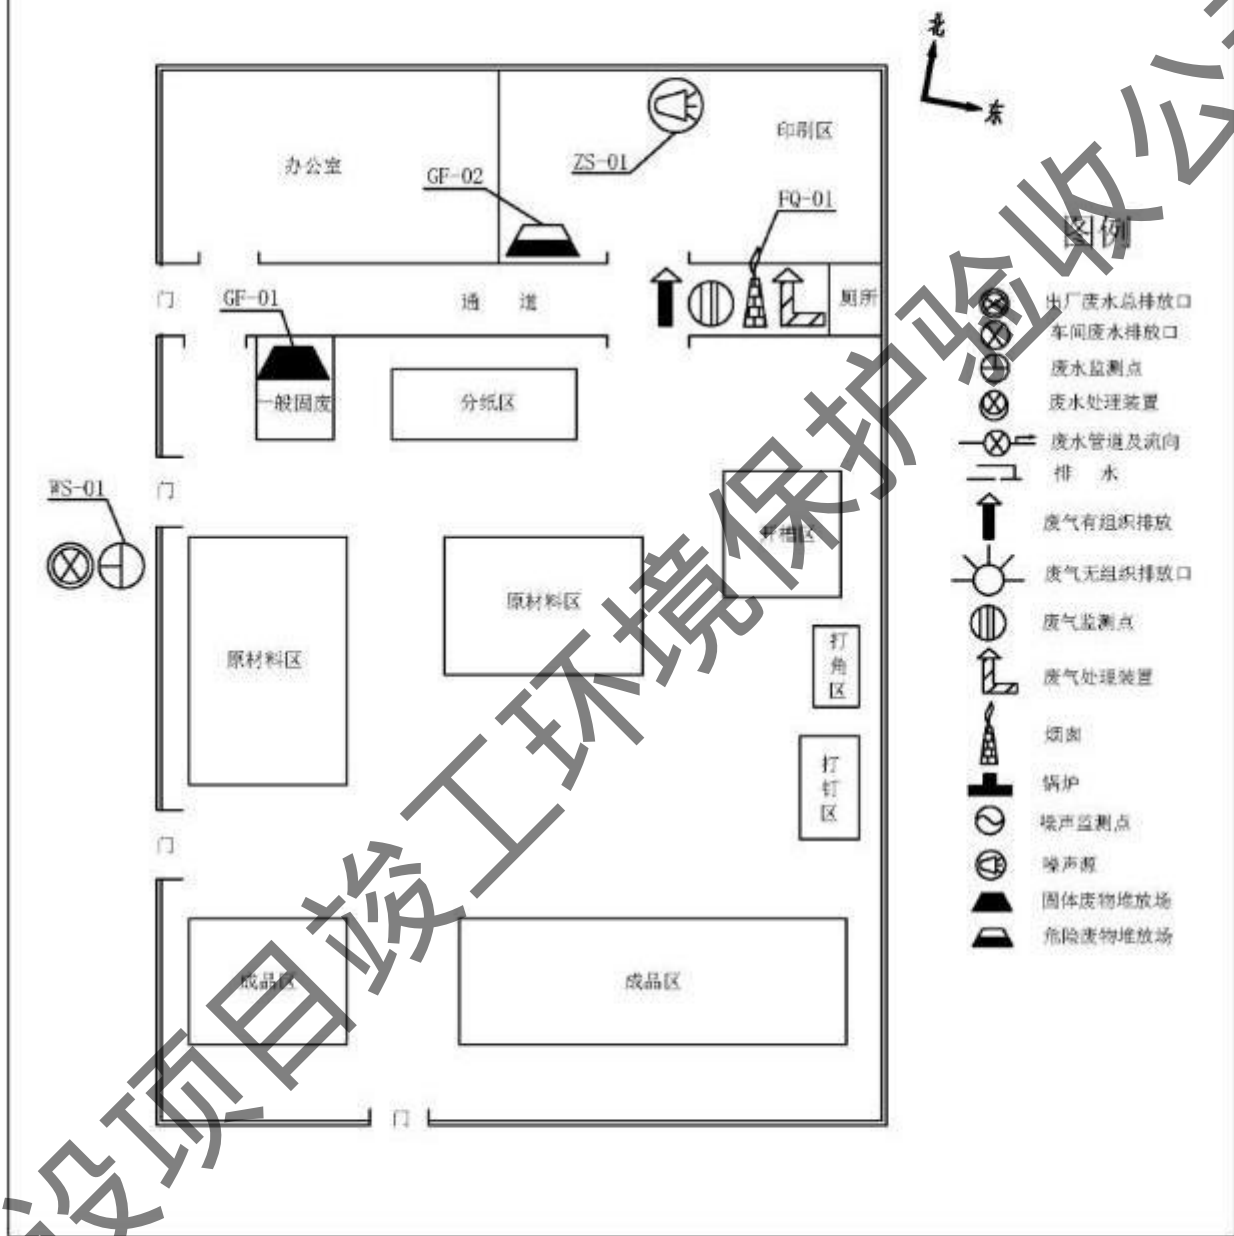 北
东
印刷区
办公室
ZS-01
GF-02
FQ-01
图例
门
GF-01
通 道
厕所
出厂废水总排放口
车间废水排放口
废水监测点
一般固废
分纸区
废水处理装置
废水管道及流向
排 水
WS-01
门
废气有组织排放
开槽区
废气无组织排放口
原材料区
废气监测点
原材料区
打角区
废气处理装置
烟囱
打钉区
锅炉
噪声监测点
门
噪声源
固体废物堆放场
危险废物堆放场
成品区
成品区
门
设项目竣工环境保护验收公